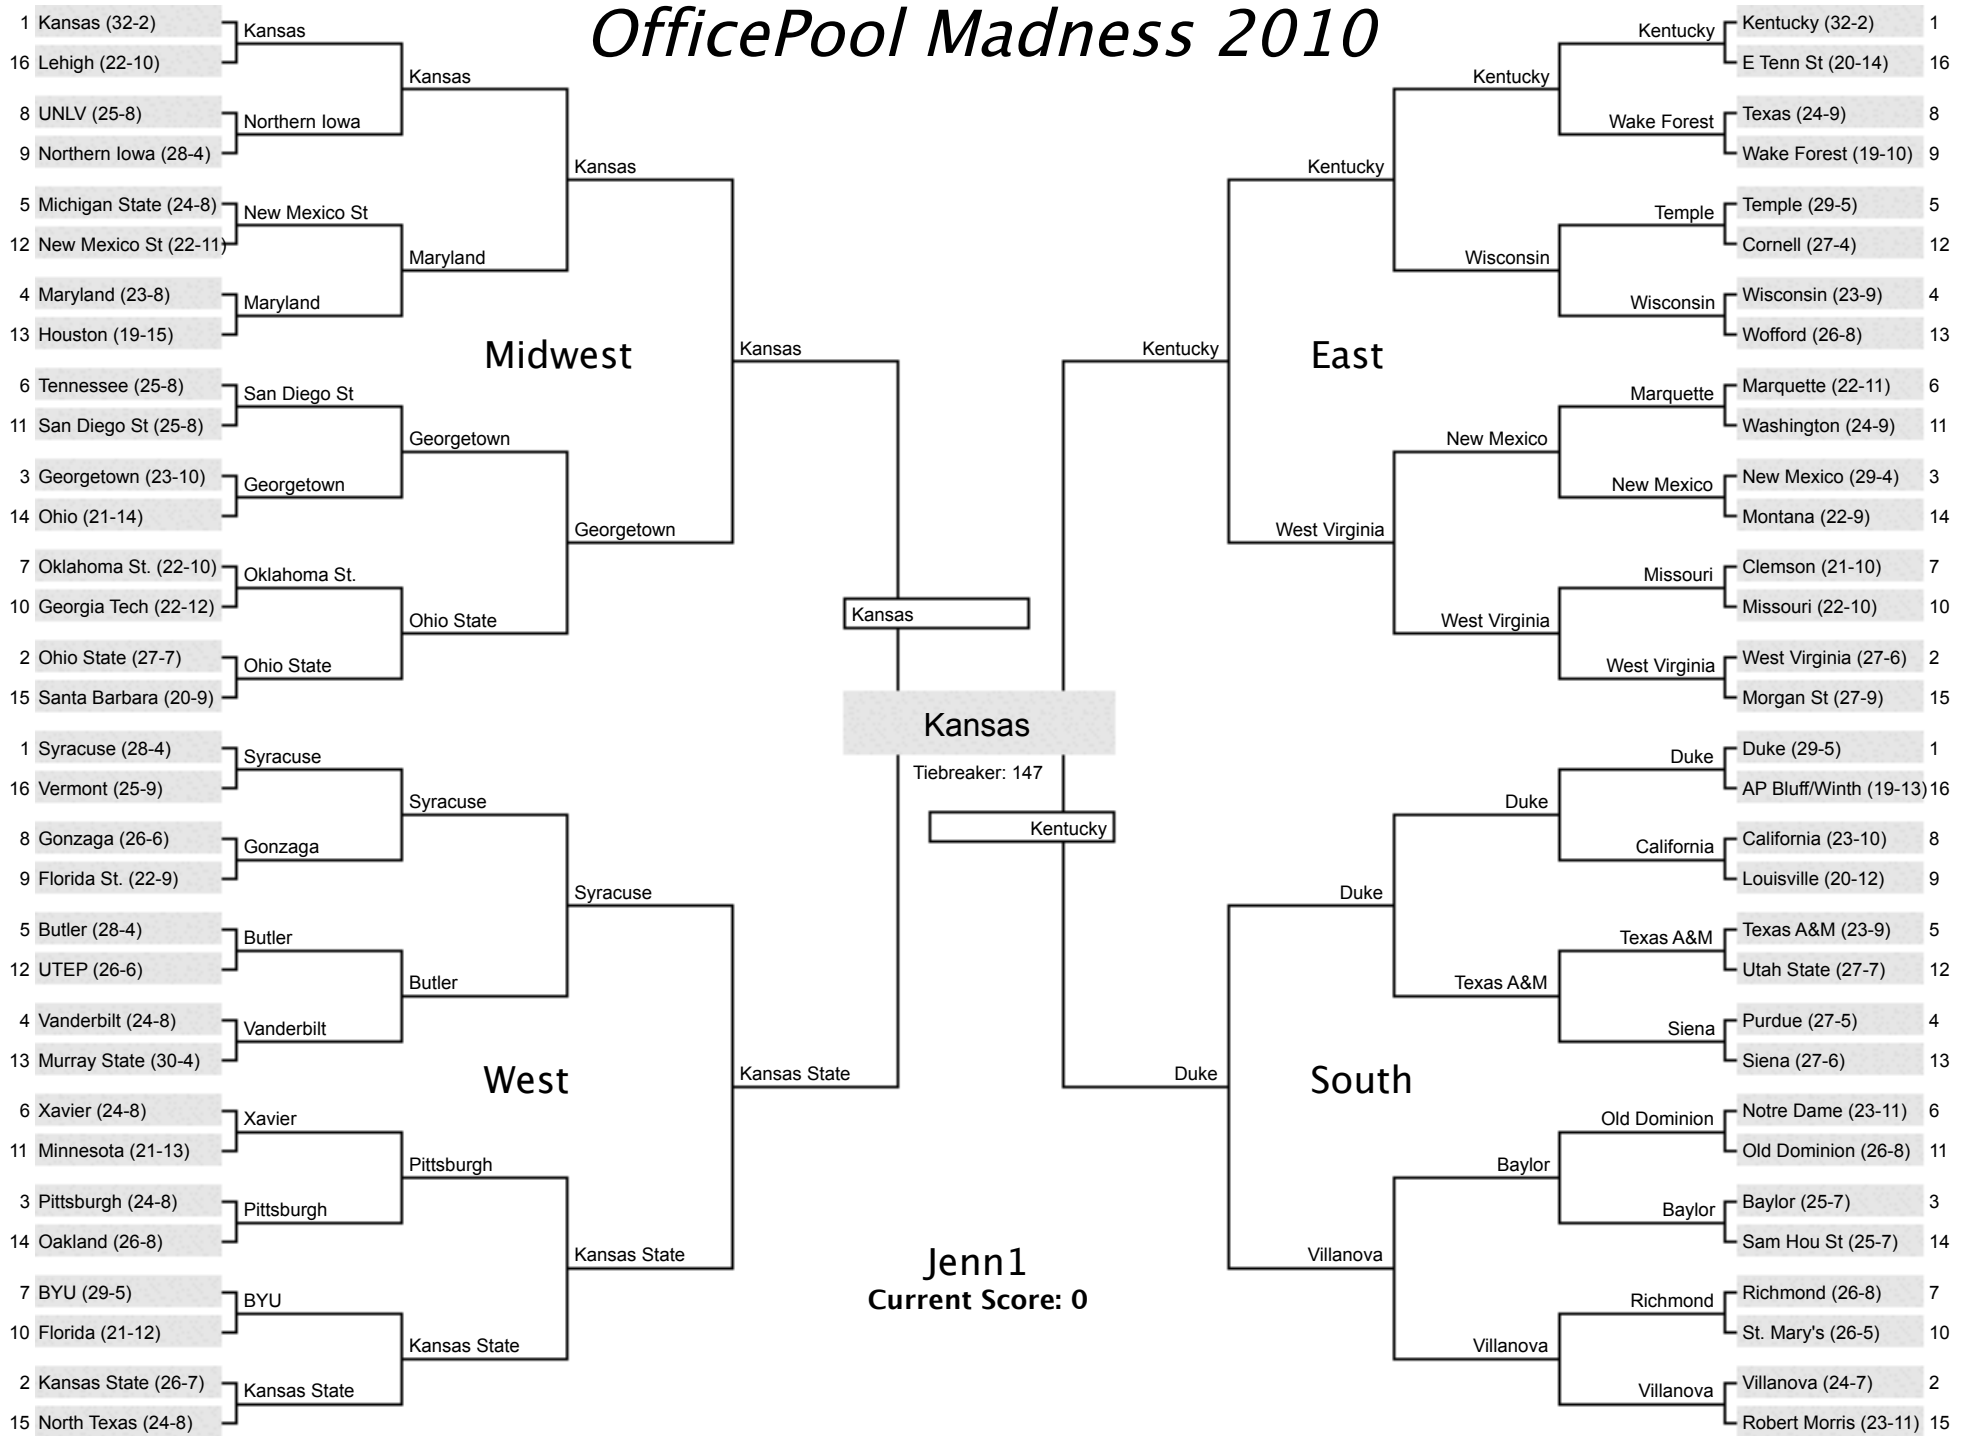 OfficePool Madness 2010
1 Kansas (32-2)
16 Lehigh (22-10)
8 UNLV (25-8)
9 Northern Iowa (28-4)
5 Michigan State (24-8)
12 New Mexico St (22-11)
4 Maryland (23-8)
13 Houston (19-15)
6 Tennessee (25-8)
11 San Diego St (25-8)
3 Georgetown (23-10)
14 Ohio (21-14)
7 Oklahoma St. (22-10)
10 Georgia Tech (22-12)
2 Ohio State (27-7)
15 Santa Barbara (20-9)
Kansas
Northern Iowa
New Mexico St
Maryland
San Diego St
Georgetown
Oklahoma St.
Ohio State
Kansas
Maryland
Georgetown
Ohio State
Kansas
Georgetown
Midwest
Kansas
1 Syracuse (28-4)
16 Vermont (25-9)
8 Gonzaga (26-6)
9 Florida St. (22-9)
5 Butler (28-4)
12 UTEP (26-6)
4 Vanderbilt (24-8)
13 Murray State (30-4)
6 Xavier (24-8)
11 Minnesota (21-13)
3 Pittsburgh (24-8)
14 Oakland (26-8)
7 BYU (29-5)
10 Florida (21-12)
2 Kansas State (26-7)
15 North Texas (24-8)
Syracuse
Gonzaga
Butler
Vanderbilt
Xavier
Pittsburgh
BYU
Kansas State
Syracuse
Butler
Pittsburgh
Kansas State
Syracuse
Kansas State
West
Kansas State
Kansas
Kansas
Tiebreaker: 147
Kentucky
Jenn1
Current Score: 0
Kentucky (32-2) 1
E Tenn St (20-14) 16
Texas (24-9) 8
Wake Forest (19-10) 9
Temple (29-5) 5
Cornell (27-4) 12
Wisconsin (23-9) 4
Wofford (26-8) 13
Marquette (22-11) 6
Washington (24-9) 11
New Mexico (29-4) 3
Montana (22-9) 14
Clemson (21-10) 7
Missouri (22-10) 10
West Virginia (27-6) 2
Morgan St (27-9) 15
Kentucky
Wake Forest
Temple
Wisconsin
Marquette
New Mexico
Missouri
West Virginia
Kentucky
Wisconsin
New Mexico
West Virginia
Kentucky
West Virginia
East
Kentucky
Duke (29-5) 1
AP Bluff/Winth (19-13) 16
California (23-10) 8
Louisville (20-12) 9
Texas A&M (23-9) 5
Utah State (27-7) 12
Purdue (27-5) 4
Siena (27-6) 13
Notre Dame (23-11) 6
Old Dominion (26-8) 11
Baylor (25-7) 3
Sam Hou St (25-7) 14
Richmond (26-8) 7
St. Mary's (26-5) 10
Villanova (24-7) 2
Robert Morris (23-11) 15
Duke
California
Texas A&M
Siena
Old Dominion
Baylor
Richmond
Villanova
Duke
Texas A&M
Baylor
Villanova
Duke
Villanova
South
Duke